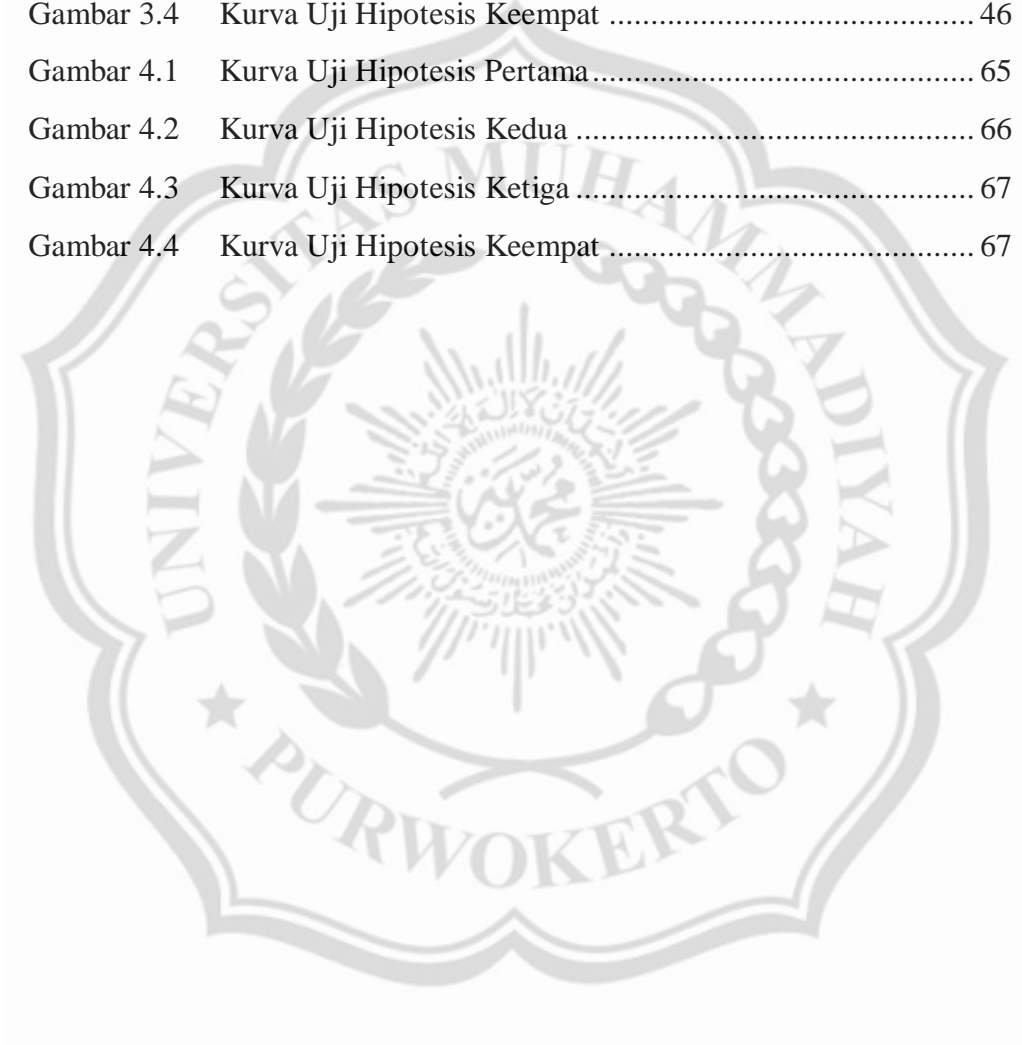 Gambar 3.4 Kurva Uji Hipotesis Keempat ............................................ 46
Gambar 4.1 Kurva Uji Hipotesis Pertama .............................................. 65
Gambar 4.2 Kurva Uji Hipotesis Kedua ................................................ 66
Gambar 4.3 Kurva Uji Hipotesis Ketiga ................................................ 67
Gambar 4.4 Kurva Uji Hipotesis Keempat ............................................ 67
UNIVERSITAS MUHAMMADIYAH
محمد
PURWOKERTO